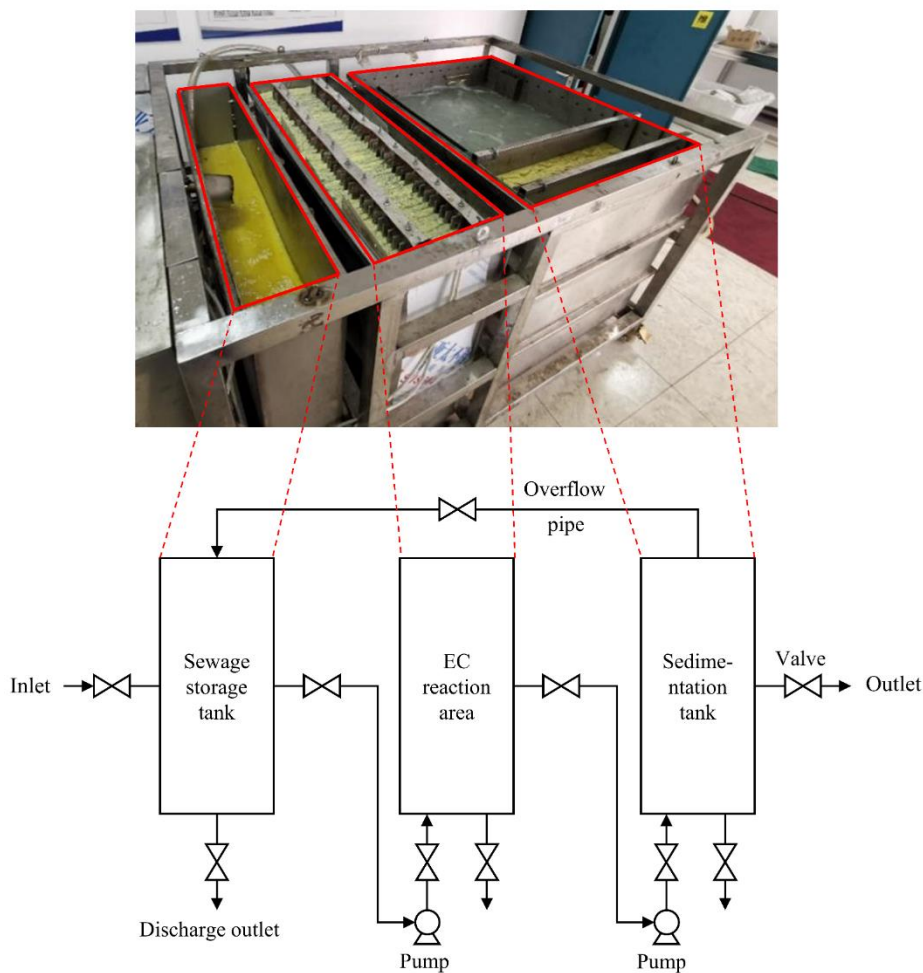 Overflow
pipe
Sewage
storage
tank
EC
reaction
area
Sedime-
ntation
tank
Inlet
Valve
Outlet
Discharge outlet
Pump
Pump